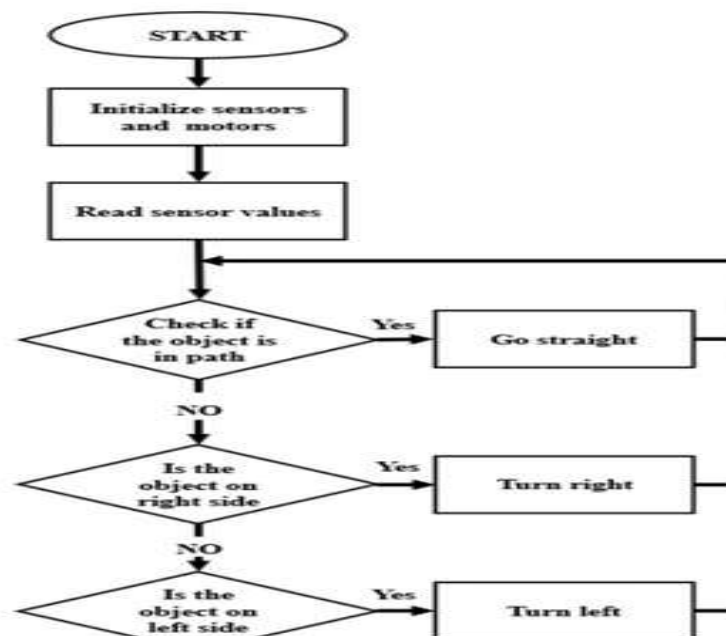 START
Initialize sensors
and motors
Read sensor values
Check if
the object is
in path
Yes
Go straight
NO
Is the
object on
right side
Yes
Turn right
NO
Is the
object on
left side
Yes
Turn left